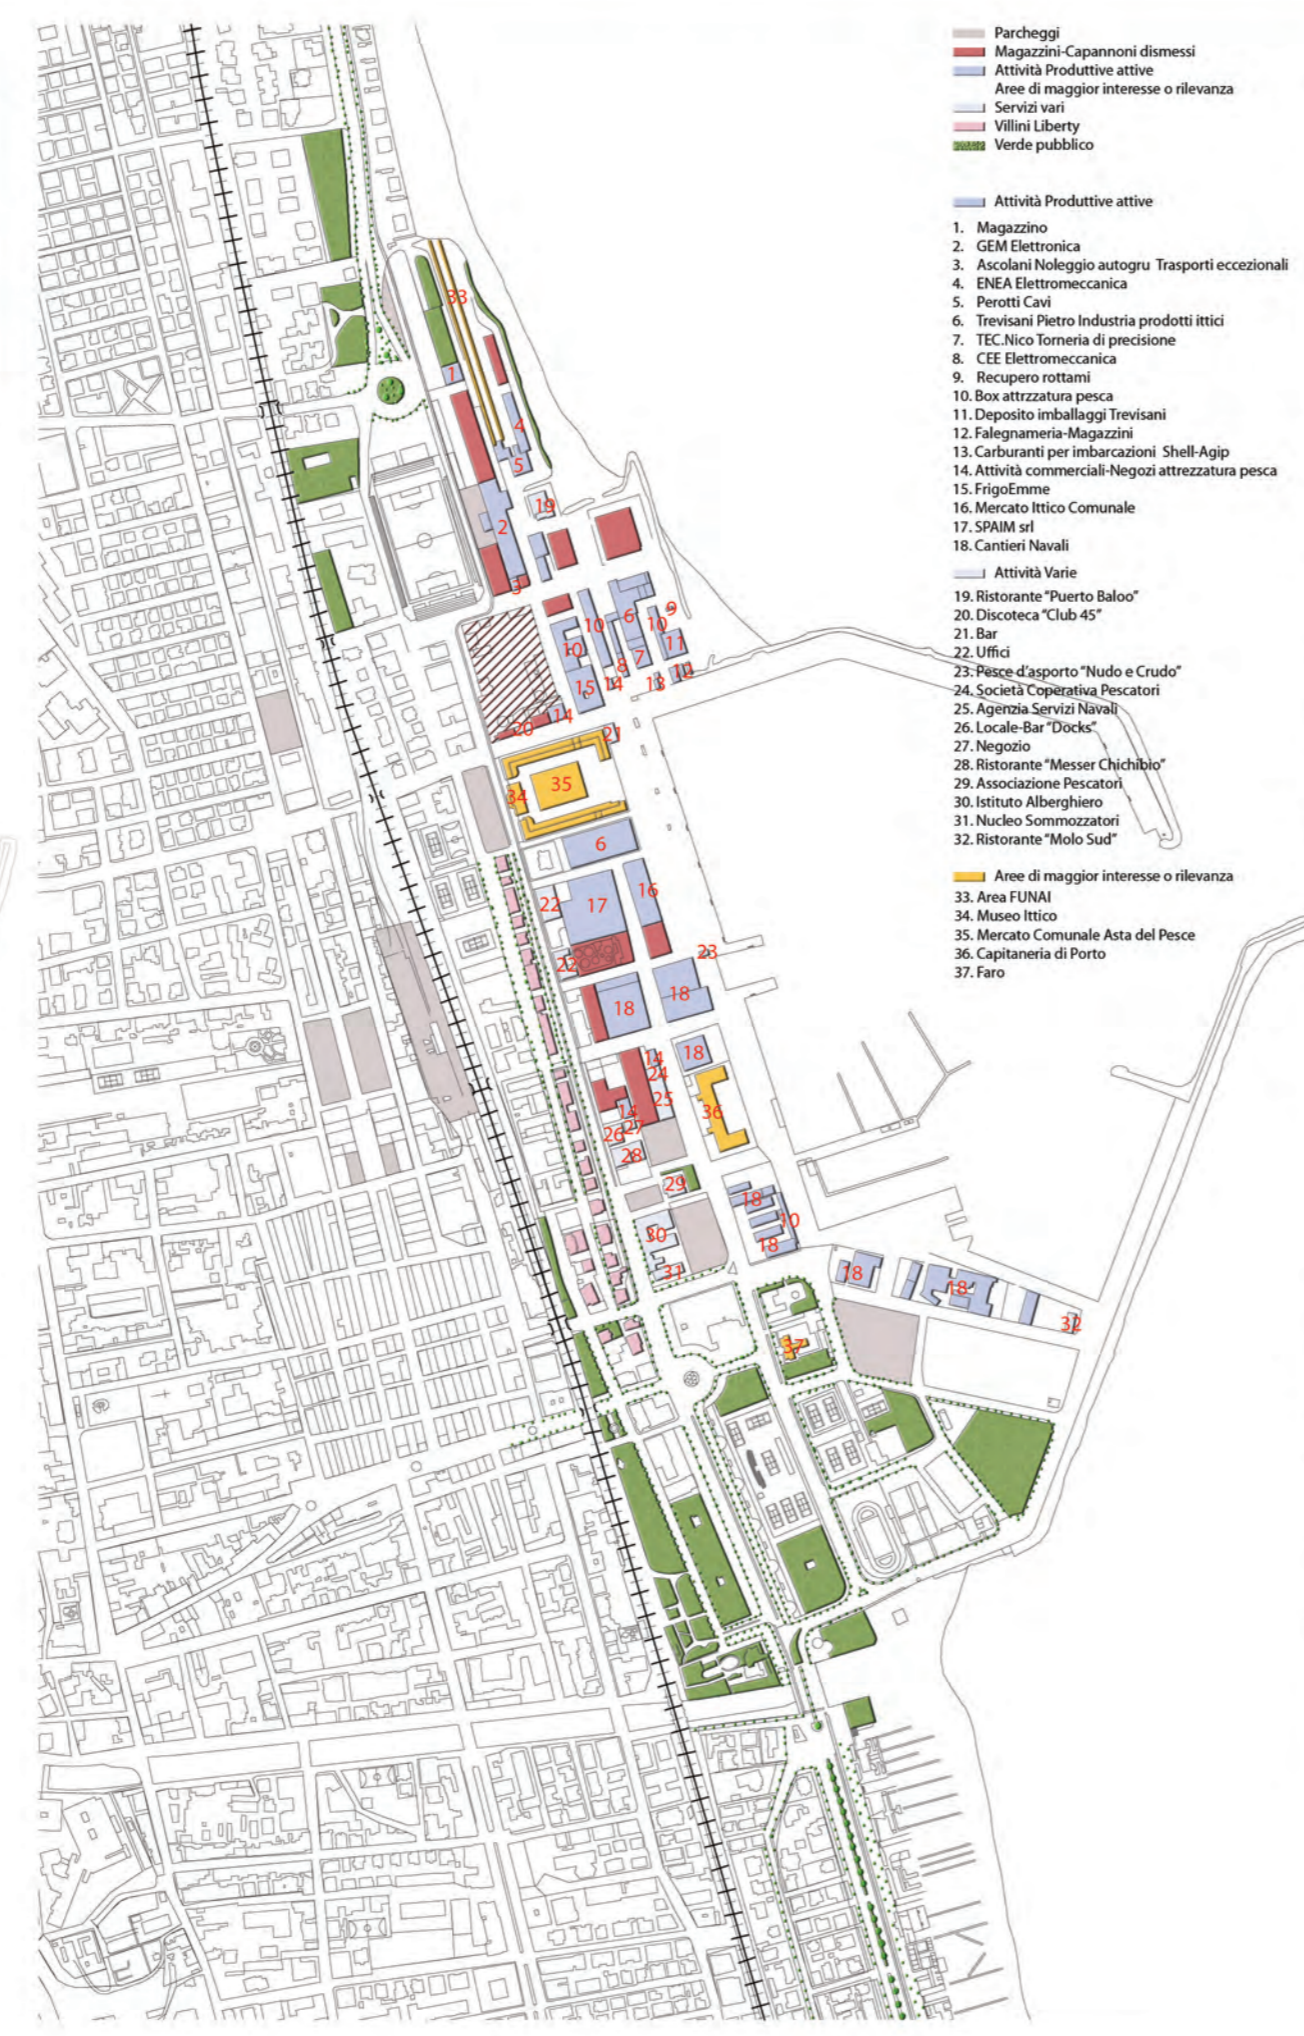 Parcheggi
Magazzini-Capannoni dismessi
Attività Produttive attive
Aree di maggior interesse o rilevanza
Servizi vari
Villini Liberty
Verde pubblico
Attività Produttive attive
1. Magazzino
2. GEM Elettronica
3. Ascolani Noleggio autogru Trasporti eccezionali
4. ENEA Elettromeccanica
5. Perotti Cavi
6. Trevisani Pietro Industria prodotti ittici
7. TEC.Nico Torneria di precisione
8. CEE Elettromeccanica
9. Recupero rottami
10. Box attrzzatura pesca
11. Deposito imballaggi Trevisani
12. Falegnameria-Magazzini
13. Carburanti per imbarcazioni Shell-Agip
14. Attività commerciali-Negozi attrezzatura pesca
15. FrigoEmme
16. Mercato Ittico Comunale
17. SPAIM srl
18. Cantieri Navali
Attività Varie
19. Ristorante "Puerto Baloo"
20. Discoteca "Club 45"
21. Bar
22. Uffici
23. Pesce d'asporto "Nudo e Crudo"
24. Società Coperativa Pescatori
25. Agenzia Servizi Navali
26. Locale-Bar "Docks"
27. Negozio
28. Ristorante "Messer Chichibio"
29. Associazione Pescatori
30. Istituto Alberghiero
31. Nucleo Sommozzatori
32. Ristorante "Molo Sud"
Aree di maggior interesse o rilevanza
33. Area FUNAI
34. Museo Ittico
35. Mercato Comunale Asta del Pesce
36. Capitaneria di Porto
37. Faro
33
1
4
5
19
2
3
9
6
10
10
10
11
7
8
12
14
13
15
14
20
21
35
34
6
16
22
17
23
22
18
18
14
18
24
25
14
36
27
26
28
29
18
10
30
18
31
18
18
32
37